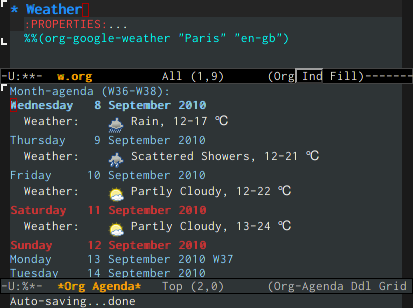 * Weather
:PROPERTIES:...
%%(org-google-weather "Paris" "en-gb")
-U:**-  w.org  All (1,9)  (Org Ind Fill)-------
Month-agenda (W36-W38):
Wednesday  8 September 2010
Weather:  Rain, 12-17 ℃
Thursday  9 September 2010
Weather:  Scattered Showers, 12-21 ℃
Friday  10 September 2010
Weather:  Partly Cloudy, 12-22 ℃
Saturday  11 September 2010
Weather:  Partly Cloudy, 13-24 ℃
Sunday  12 September 2010
Monday  13 September 2010 W37
Tuesday  14 September 2010
-U:%*-  *Org Agenda*  Top (2,0)  (Org-Agenda Ddl Grid
Auto-saving...done